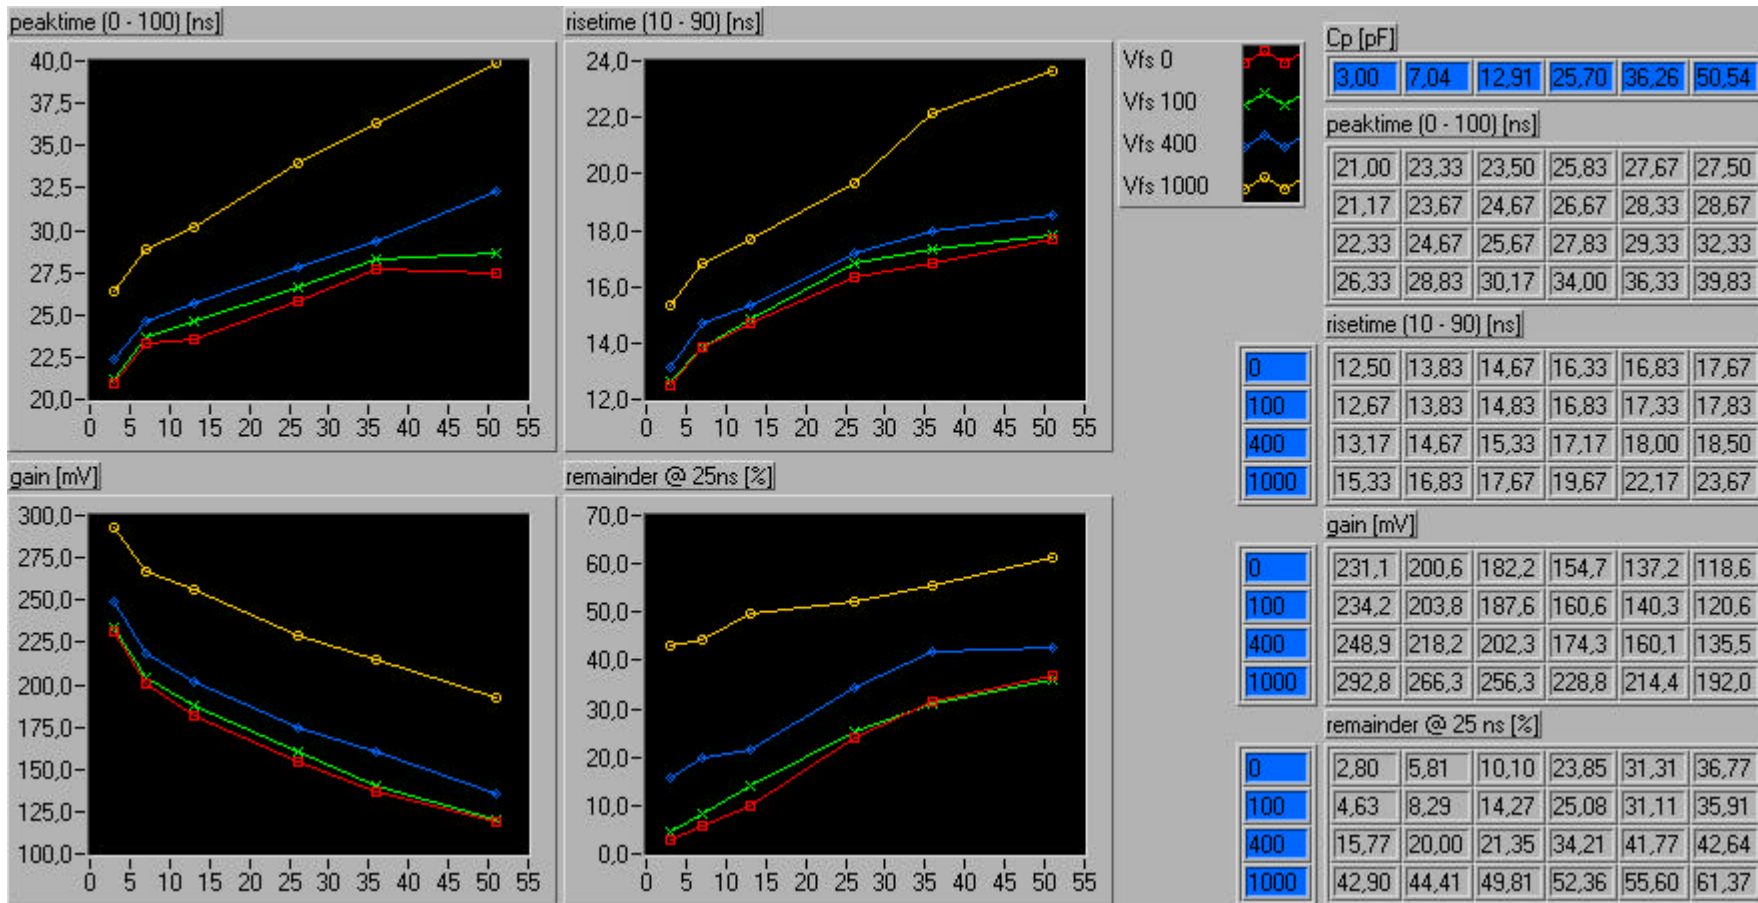 peaktime (0 - 100) [ns]
40,0
37,5
35,0
32,5
30,0
27,5
25,0
22,5
20,0
0 5 10 15 20 25 30 35 40 45 50 55
risetime (10 - 90) [ns]
24,0
22,0
20,0
18,0
16,0
14,0
12,0
0 5 10 15 20 25 30 35 40 45 50 55
Vfs 0
Vfs 100
Vfs 400
Vfs 1000
gain [mV]
300,0
275,0
250,0
225,0
200,0
175,0
150,0
125,0
100,0
0 5 10 15 20 25 30 35 40 45 50 55
remainder @ 25ns [%]
70,0
60,0
50,0
40,0
30,0
20,0
10,0
0,0
0 5 10 15 20 25 30 35 40 45 50 55
Cp [pF]
3,00 7,04 12,91 25,70 36,26 50,54
peaktime (0 - 100) [ns]
21,00 23,33 23,50 25,83 27,67 27,50
21,17 23,67 24,67 26,67 28,33 28,67
22,33 24,67 25,67 27,83 29,33 32,33
26,33 28,83 30,17 34,00 36,33 39,83
risetime (10 - 90) [ns]
0 12,50 13,83 14,67 16,33 16,83 17,67
100 12,67 13,83 14,83 16,83 17,33 17,83
400 13,17 14,67 15,33 17,17 18,00 18,50
1000 15,33 16,83 17,67 19,67 22,17 23,67
gain [mV]
0 231,1 200,6 182,2 154,7 137,2 118,6
100 234,2 203,8 187,6 160,6 140,3 120,6
400 248,9 218,2 202,3 174,3 160,1 135,5
1000 292,8 266,3 256,3 228,8 214,4 192,0
remainder @ 25 ns [%]
0 2,80 5,81 10,10 23,85 31,31 36,77
100 4,63 8,29 14,27 25,08 31,11 35,91
400 15,77 20,00 21,35 34,21 41,77 42,64
1000 42,90 44,41 49,81 52,36 55,60 61,37